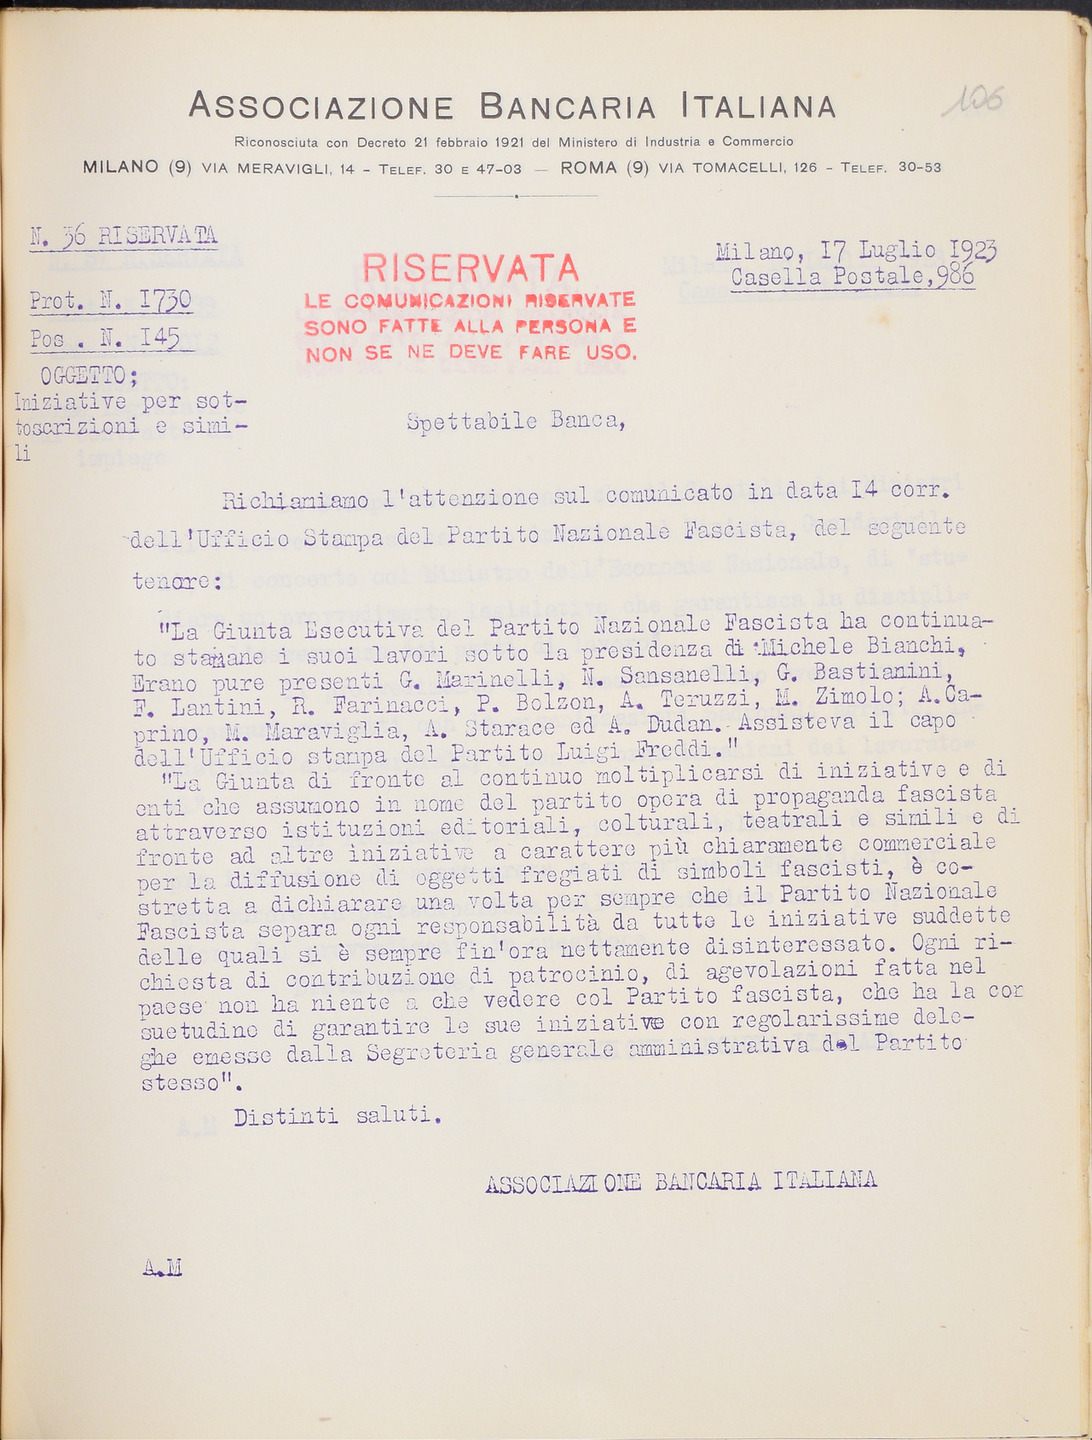 ASSOCIAZIONE BANCARIA ITALIANA
106
Riconosciuta con Decreto 21 febbraio 1921 del Ministero di Industria e Commercio
MILANO (9) VIA MERAVIGLI, 14 - TELEF. 30 E 47-03 — ROMA (9) VIA TOMACELLI, 126 - TELEF. 30-53
N. 36 RISERVATA
Milano, I7 Luglio I923
Casella Postale,986
RISERVATA
LE COMUNICAZIONI RISERVATE
SONO FATTE ALLA PERSONA E
NON SE NE DEVE FARE USO.
Prot. N. I730
Pos . N. I45
OGGETTO;
Iniziative per sot-
toscrizioni e simi-
li
Spettabile Banca,
Richiamiamo l'attenzione sul comunicato in data I4 corr.
dell'Ufficio Stampa del Partito Nazionale Fascista, del seguente
tenore:
"La Giunta Esecutiva del Partito Nazionale Fascista ha continua-
to stamane i suoi lavori sotto la presidenza di Michele Bianchi,
Erano pure presenti G. Marinelli, N. Sansanelli, G. Bastianini,
F. Lantini, R. Farinacci, P. Bolzon, A. Teruzzi, M. Zimolo; A.Ca-
prino, M. Maraviglia, A. Starace ed A. Dudan. Assisteva il capo
dell'Ufficio stampa del Partito Luigi Freddi."
"La Giunta di fronte al continuo moltiplicarsi di iniziative e di
enti che assumono in nome del partito opera di propaganda fascista
attraverso istituzioni editoriali, colturali, teatrali e simili e di
fronte ad altre iniziative a carattere più chiaramente commerciale
per la diffusione di oggetti fregiati di simboli fascisti, è co-
stretta a dichiarare una volta per sempre che il Partito Nazionale
Fascista separa ogni responsabilità da tutte le iniziative suddette
delle quali si è sempre fin'ora nettamente disinteressato. Ogni ri-
chiesta di contribuzione di patrocinio, di agevolazioni fatta nel
paese non ha niente a che vedere col Partito fascista, che ha la con
suetudine di garantire le sue iniziative con regolarissime dele-
ghe emesse dalla Segreteria generale amministrativa del Partito
stesso".
Distinti saluti.
ASSOCIAZIONE BANCARIA ITALIANA
A.M